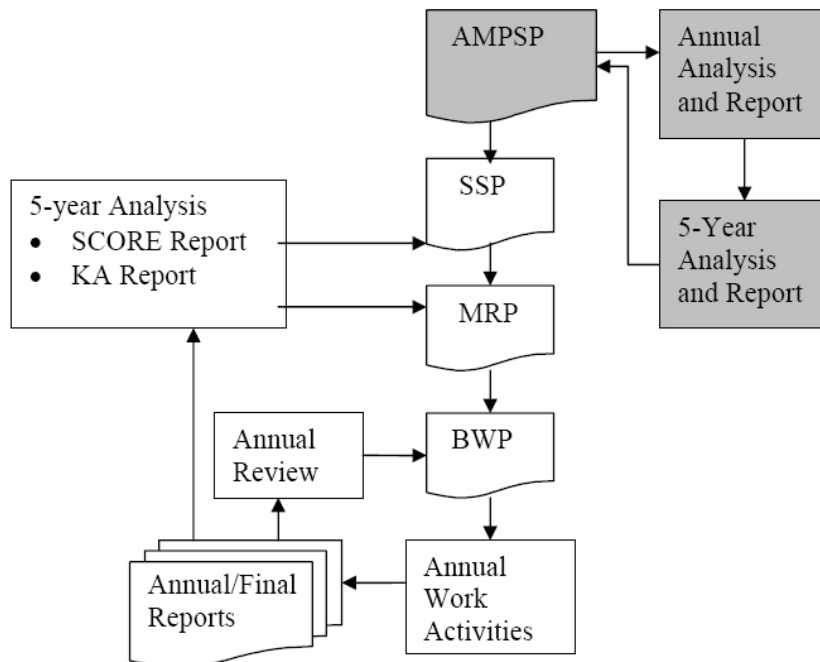 AMPSP
Annual
Analysis
and Report
SSP
5-year Analysis
• SCORE Report
• KA Report
5-Year
Analysis
and Report
MRP
Annual
Review
BWP
Annual/Final
Reports
Annual
Work
Activities